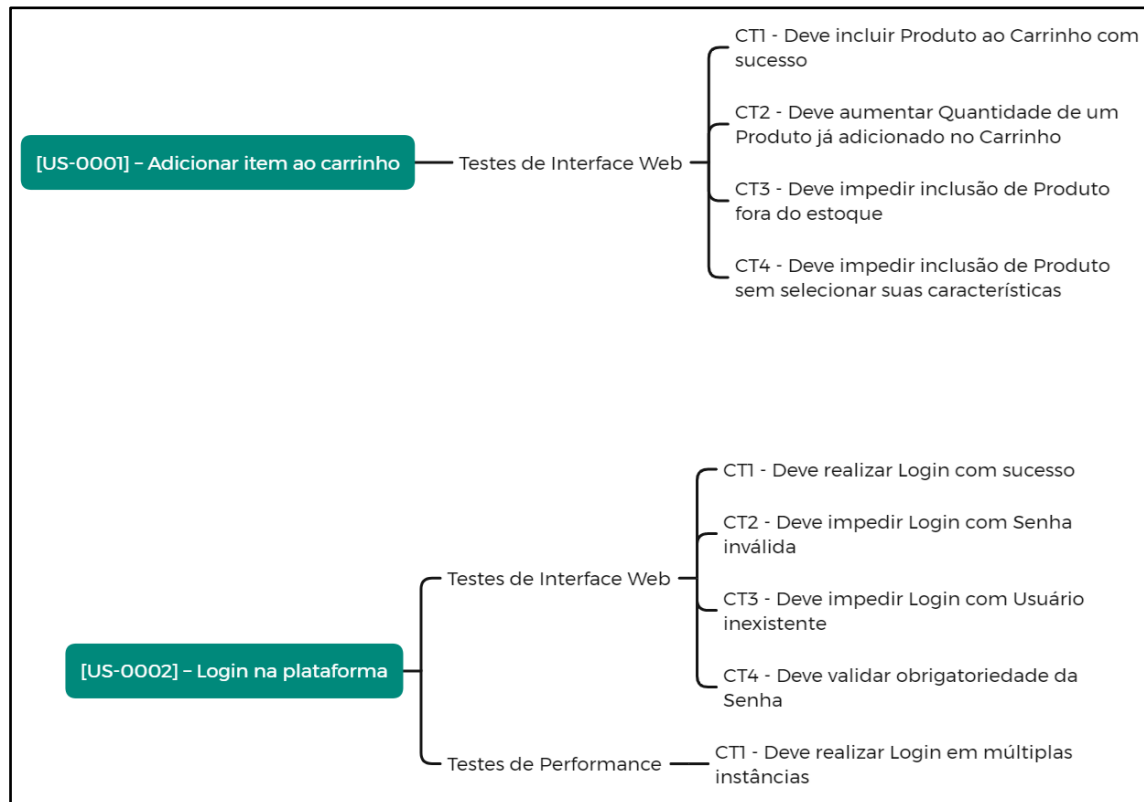 [US-0001] – Adicionar item ao carrinho
Testes de Interface Web
CT1 - Deve incluir Produto ao Carrinho com
sucesso
CT2 - Deve aumentar Quantidade de um
Produto já adicionado no Carrinho
CT3 - Deve impedir inclusão de Produto
fora do estoque
CT4 - Deve impedir inclusão de Produto
sem selecionar suas características
[US-0002] – Login na plataforma
Testes de Interface Web
CT1 - Deve realizar Login com sucesso
CT2 - Deve impedir Login com Senha
inválida
CT3 - Deve impedir Login com Usuário
inexistente
CT4 - Deve validar obrigatoriedade da
Senha
Testes de Performance
CT1 - Deve realizar Login em múltiplas
instâncias